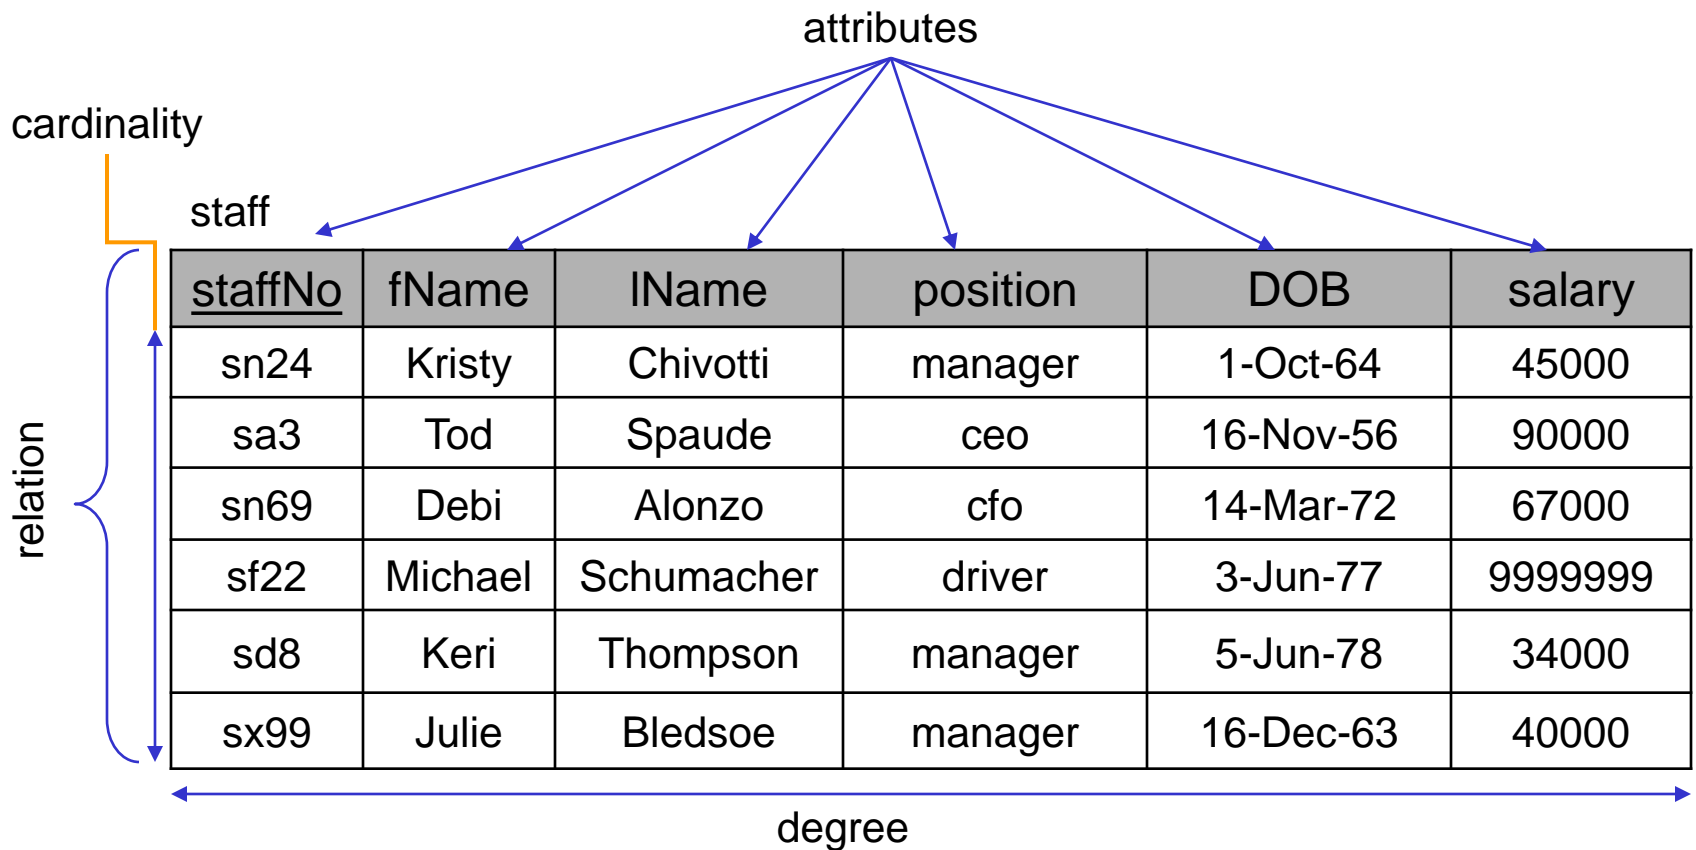 attributes
cardinality
staff
staffNo fName lName position DOB salary
sn24 Kristy Chivotti manager 1-Oct-64 45000
sa3 Tod Spaude ceo 16-Nov-56 90000
relation
sn69 Debi Alonzo cfo 14-Mar-72 67000
sf22 Michael Schumacher driver 3-Jun-77 9999999
sd8 Keri Thompson manager 5-Jun-78 34000
sx99 Julie Bledsoe manager 16-Dec-63 40000
degree